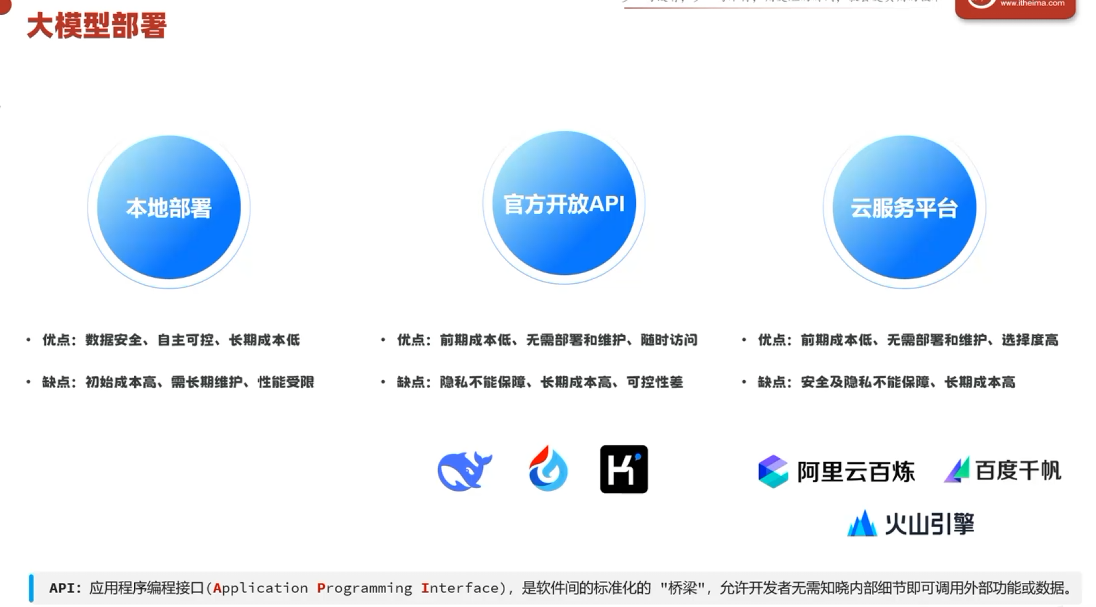 www.itheima.com
大模型部署
本地部署
官方开放API
云服务平台
• 优点：数据安全、自主可控、长期成本低
• 缺点：初始成本高、需长期维护、性能受限
• 优点：前期成本低、无需部署和维护、随时访问
• 缺点：隐私不能保障、长期成本高、可控性差
• 优点：前期成本低、无需部署和维护、选择度高
• 缺点：安全及隐私不能保障、长期成本高
K
阿里云百炼
百度千帆
火山引擎
API：应用程序编程接口(Application Programming Interface)，是软件间的标准化的 "桥梁"，允许开发者无需知晓内部细节即可调用外部功能或数据。